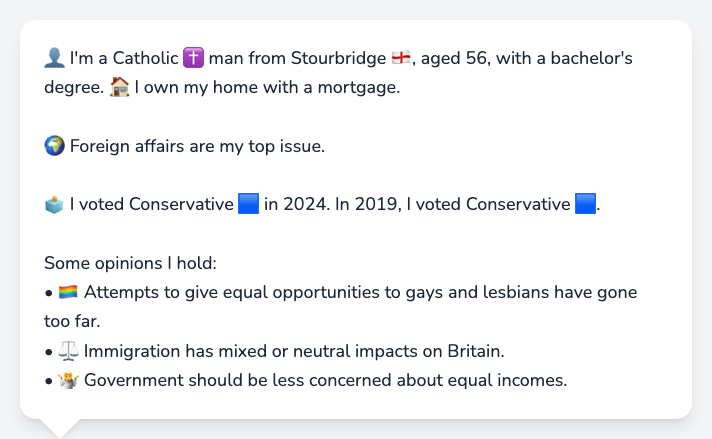 👤 I'm a Catholic ✝️ man from Stourbridge 🏴󠁧󠁢󠁥󠁮󠁧󠁿, aged 56, with a bachelor's
degree. 🏠 I own my home with a mortgage.
🌍 Foreign affairs are my top issue.
🗳️ I voted Conservative 🟦 in 2024. In 2019, I voted Conservative 🟦.
Some opinions I hold:
• 🏳️‍🌈 Attempts to give equal opportunities to gays and lesbians have gone
too far.
• ⚖️ Immigration has mixed or neutral impacts on Britain.
• 🤷 Government should be less concerned about equal incomes.